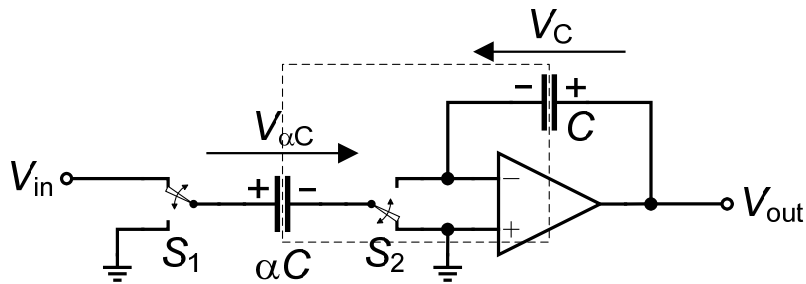 V_C
- +
C
V_αC
V_in
+ -
-
+
V_out
S_1
αC
S_2